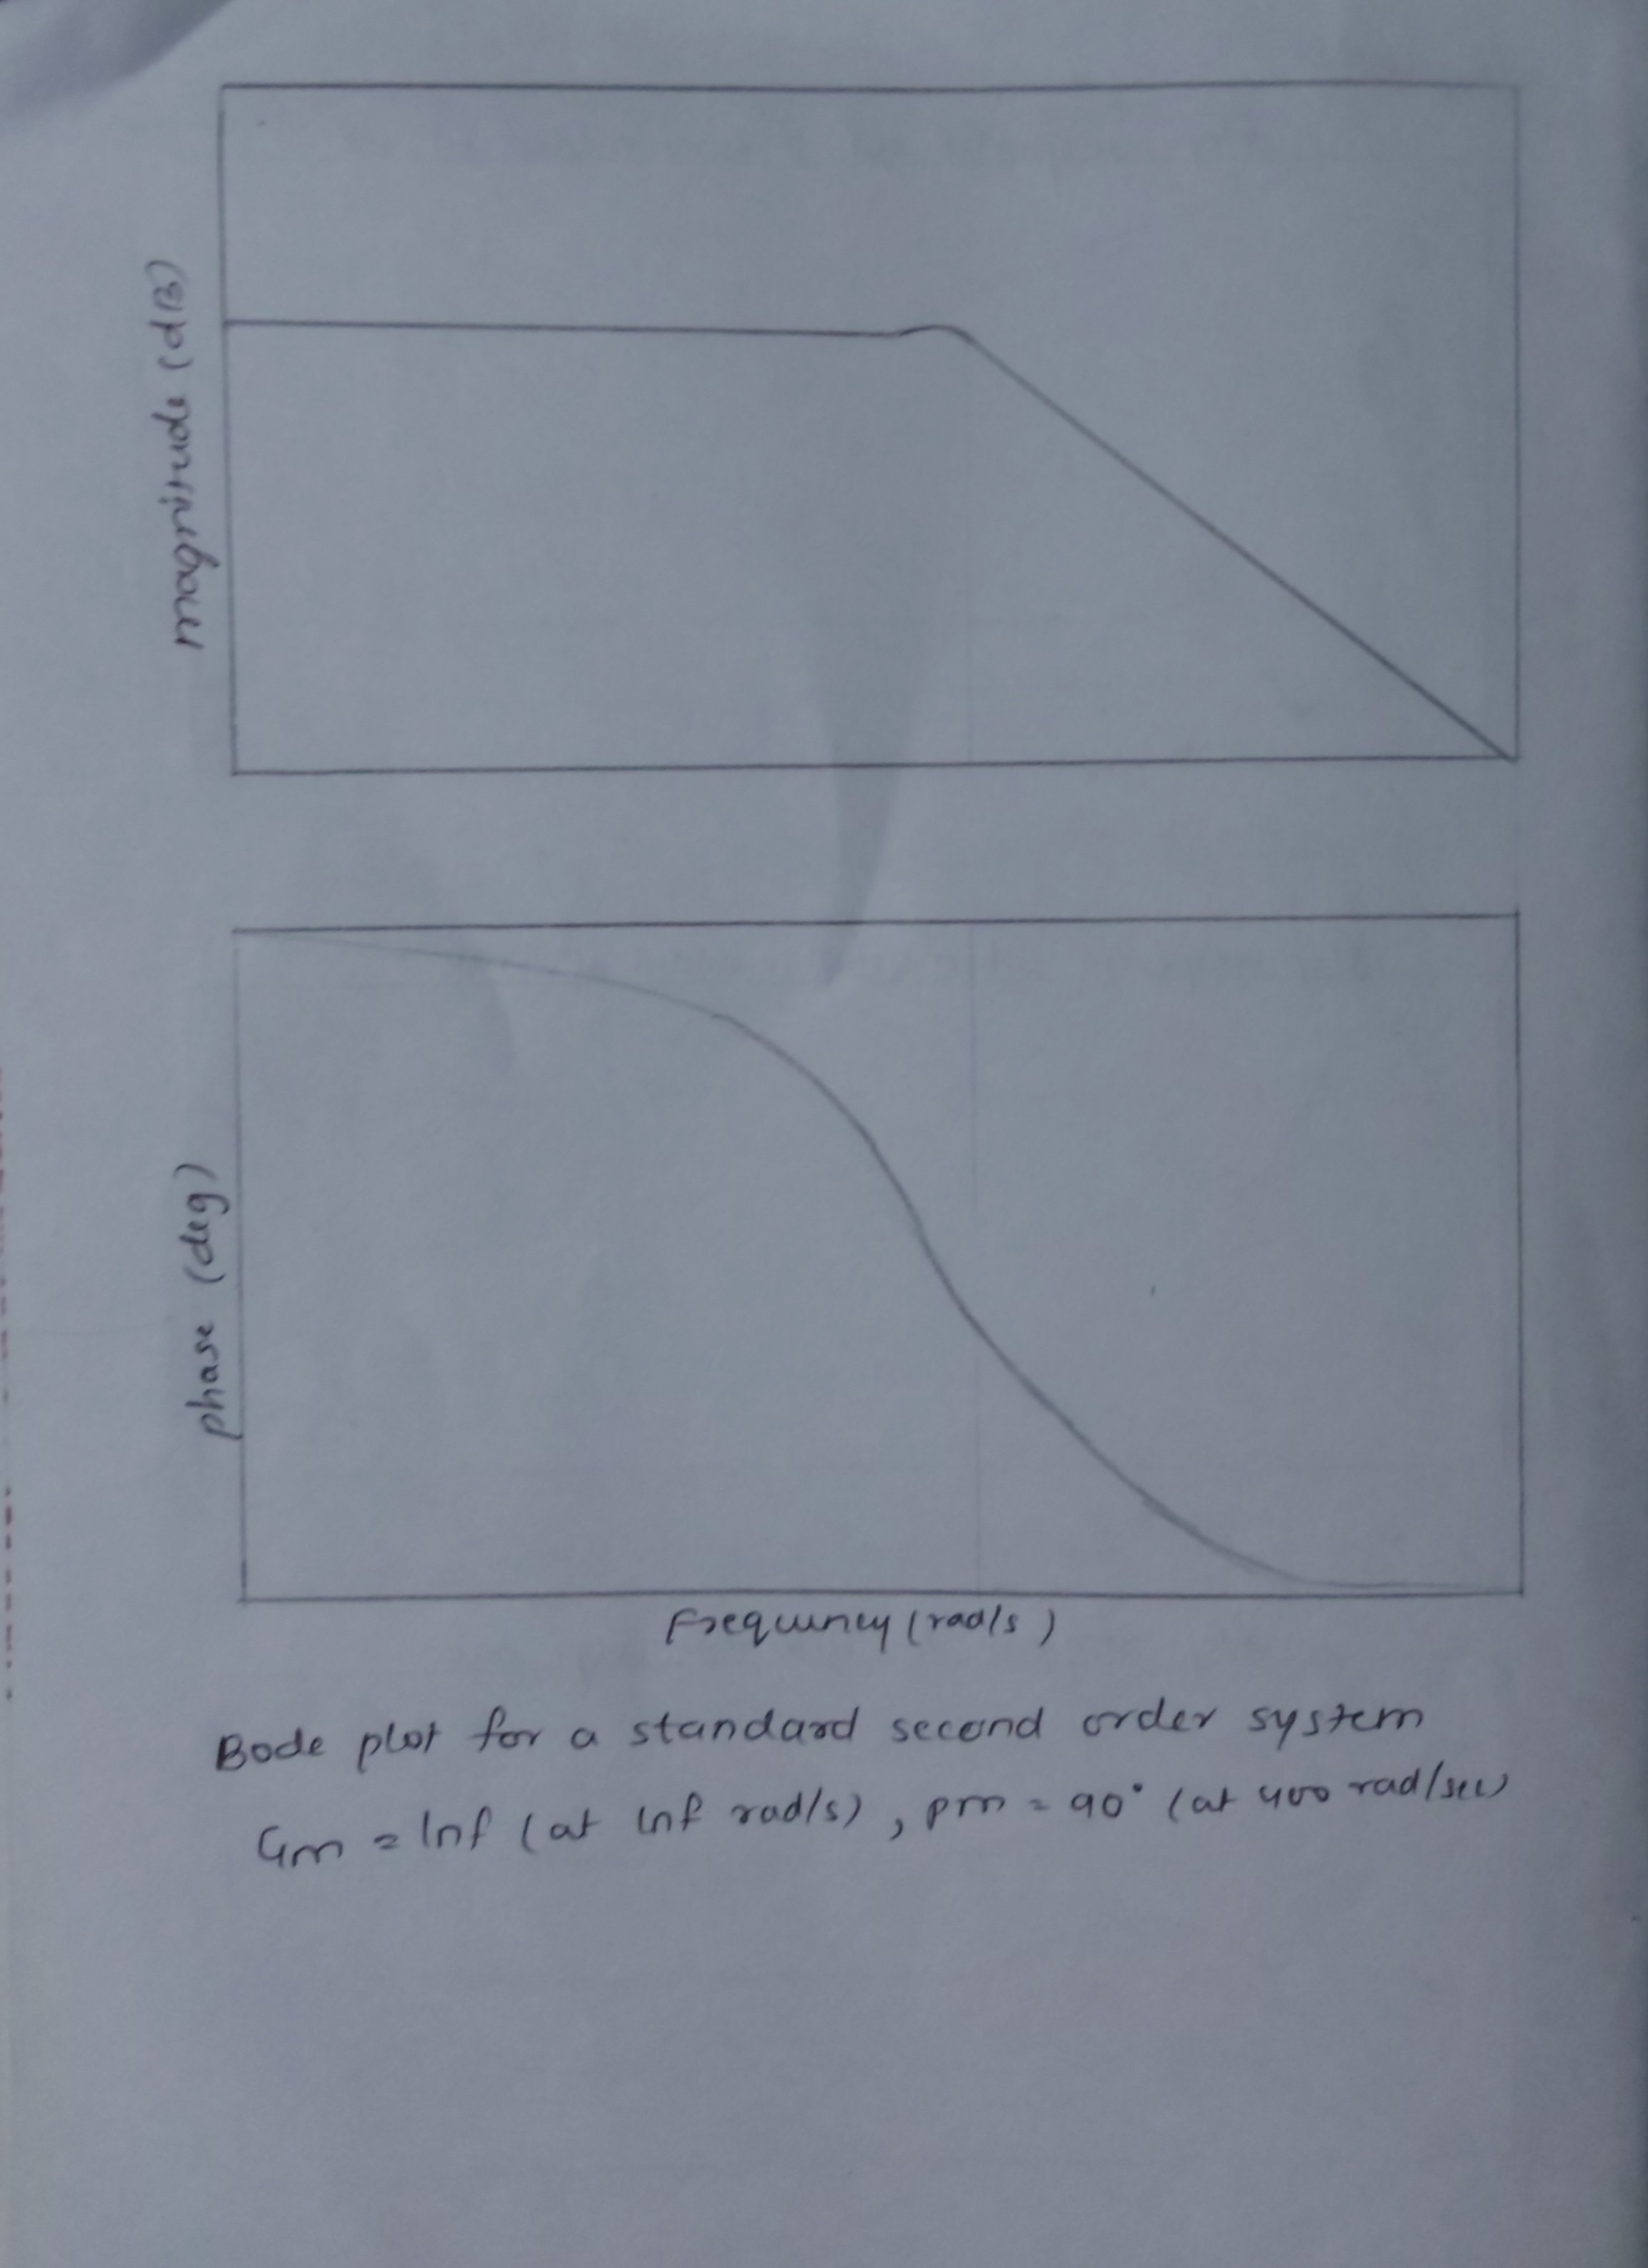 magnitude (dB)
phase (deg)
Frequency (rad/s)
Bode plot for a standard second order system
Gm = Inf (at Inf rad/s), pm = 90° (at 400 rad/sec)